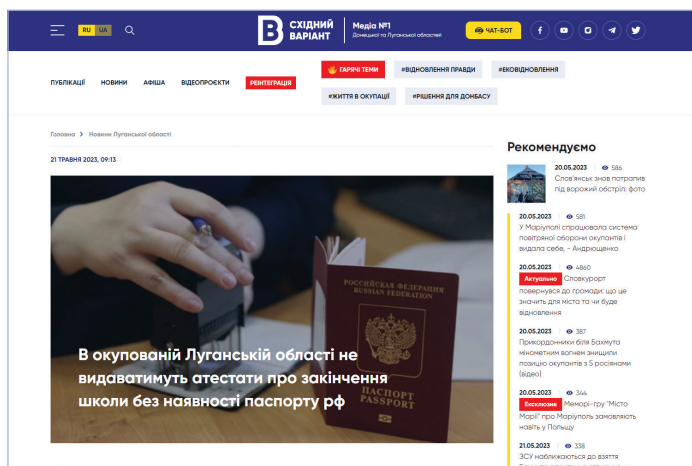 RU UA
СХІДНИЙ
ВАРІАНТ
Медіа №1
Донецької та Луганської областей
ЧАТ-БОТ
ПУБЛІКАЦІЇ НОВИНИ АФІША ВІДЕОПРОЄКТИ РЕІНТЕГРАЦІЯ
ГАРЯЧІ ТЕМИ #ВІДНОВЛЕННЯ ПРАВДИ #ЕКОВІДНОВЛЕННЯ
#ЖИТТЯ В ОКУПАЦІЇ #РІШЕННЯ ДЛЯ ДОНБАСУ
Головна > Новини Луганської області
21 ТРАВНЯ 2023, 09:13
РОССИЙСКАЯ ФЕДЕРАЦИЯ
RUSSIAN FEDERATION
ПАСПОРТ
PASSPORT
В окупованій Луганській області не
видаватимуть атестати про закінчення
школи без наявності паспорту рф
Рекомендуємо
20.05.2023 586
Слов'янськ знов потрапив
під ворожий обстріл: фото
20.05.2023 581
У Маріуполі спрацювала система
повітряної оборони окупантів і
видала себе, - Андрющенко
20.05.2023 4860
Актуально Словкурорт
повернувся до громади: що це
значить для міста та чи буде
відновлення
20.05.2023 387
Прикордонники біля Бахмута
мінометним вогнем знищили
позицію окупантів з 5 росіянами
(відео)
20.05.2023 344
Ексклюзив Меморі-гру "Місто
Марії" про Маріуполь замовляють
навіть у Польщу
21.05.2023 338
ЗСУ наближаються до взяття